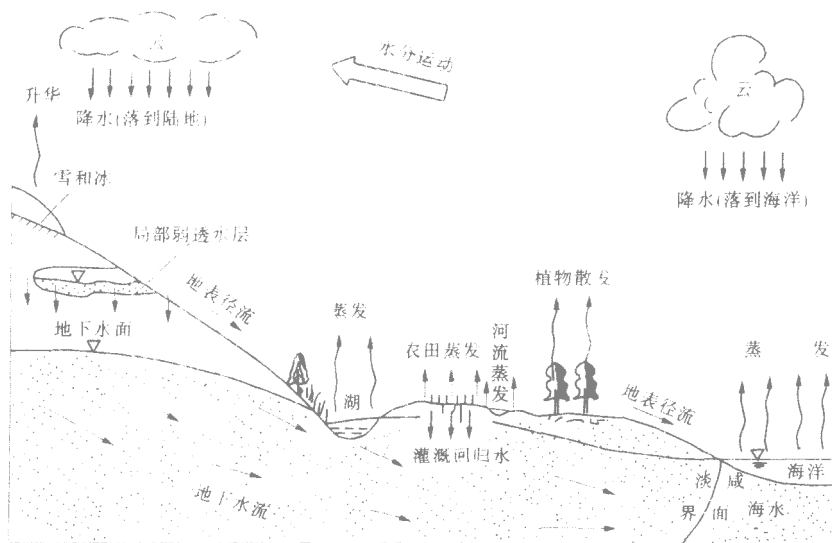 云
水分运动
云
升华
降水(落到陆地)
雪和冰
降水(落到海洋)
局部弱透水层
地表径流
植物散发
地下水面
蒸发
农田蒸发
河流蒸发
蒸发
湖
地表径流
灌溉回归水
海洋
淡咸
界面
海水
地下水流